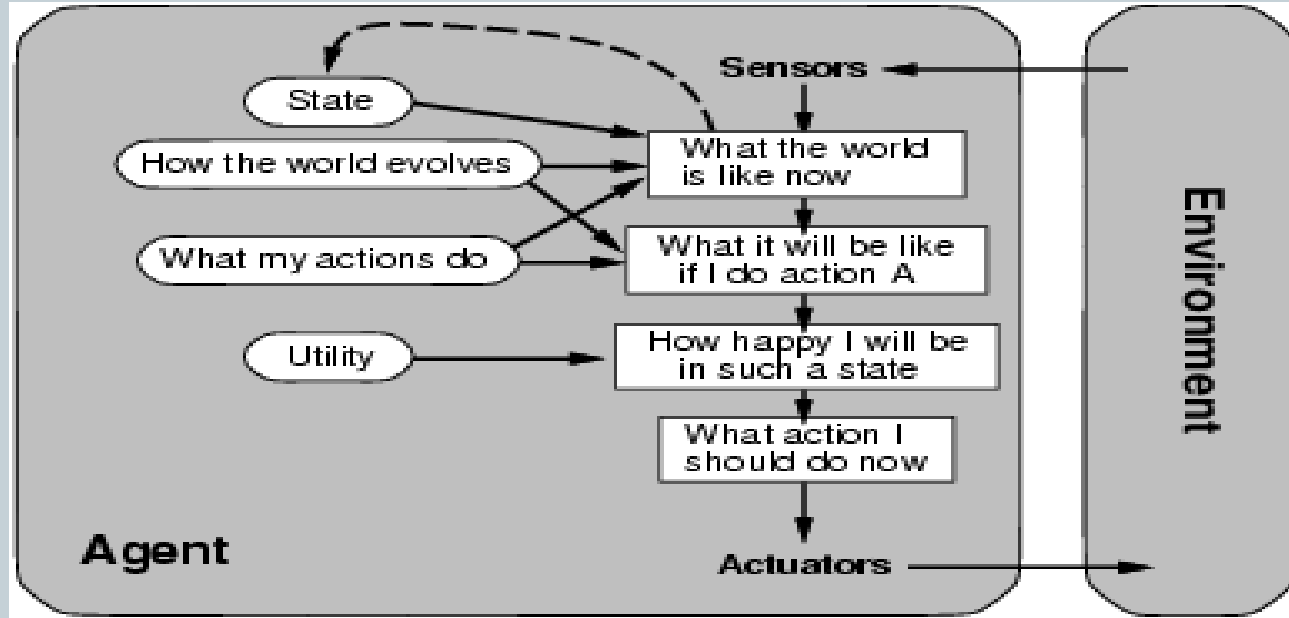 Sensors
State
What the world
is like now
How the world evolves
What it will be like
if I do action A
What my actions do
How happy I will be
in such a state
Utility
What action I
should do now
Agent
Actuators
Environment